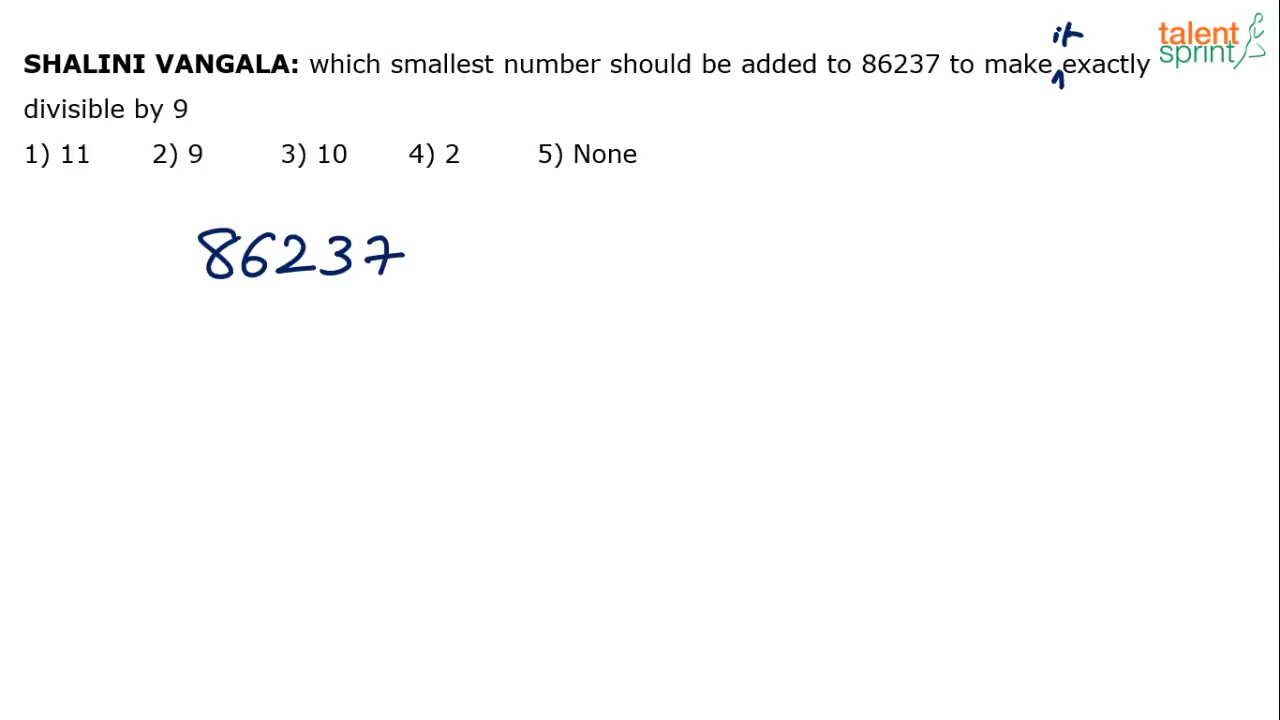 it
SHALINI VANGALA: which smallest number should be added to 86237 to make exactly
talent
sprint
divisible by 9
1) 11 2) 9 3) 10 4) 2 5) None
86237